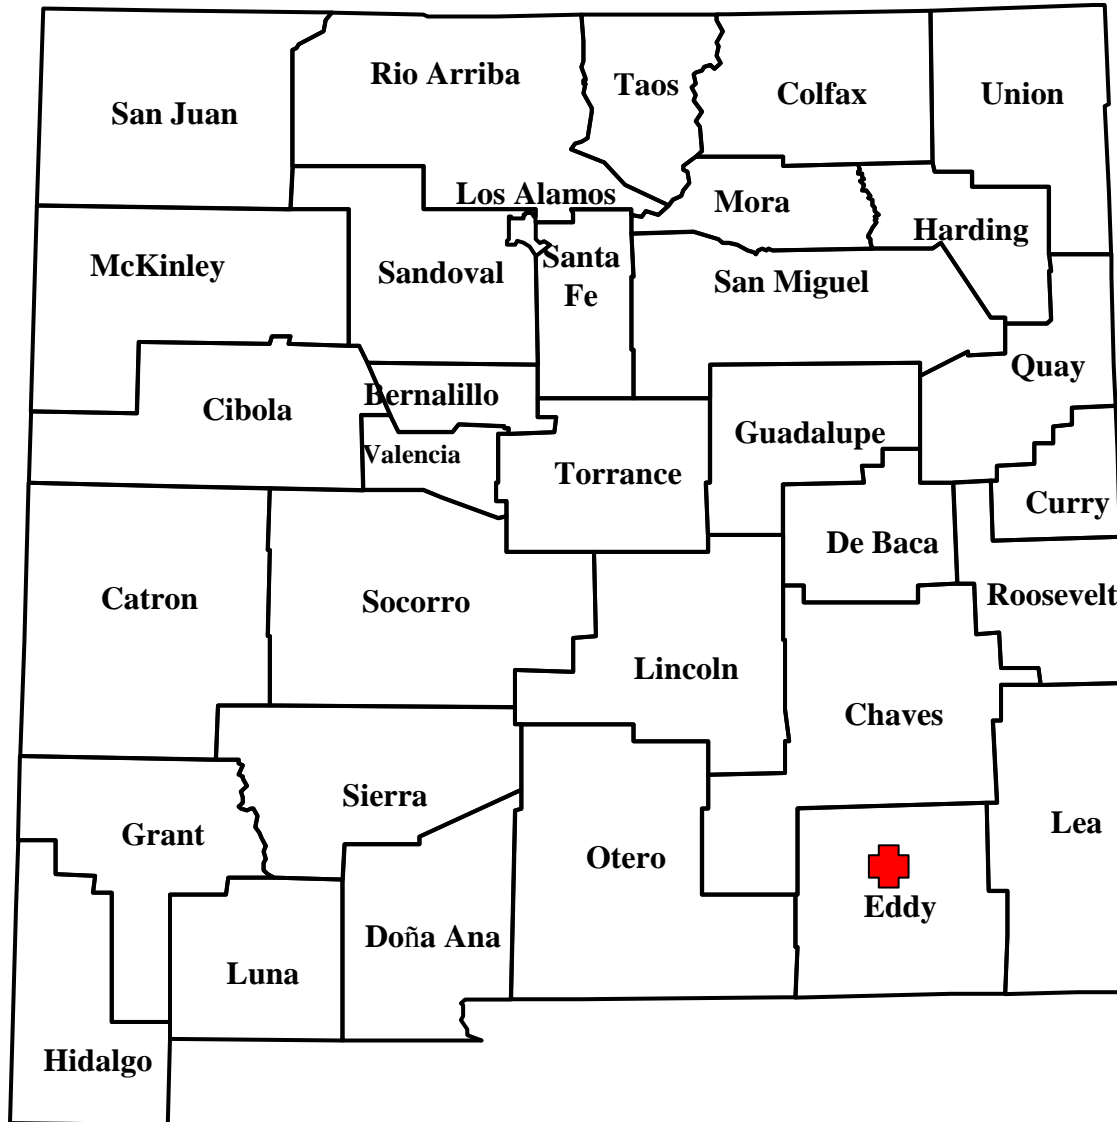 Rio Arriba
Taos
Colfax
Union
San Juan
Los Alamos
Mora
Harding
McKinley
Sandoval
Santa
Fe
San Miguel
Quay
Cibola
Bernalillo
Guadalupe
Valencia
Torrance
Curry
De Baca
Catron
Socorro
Roosevelt
Lincoln
Chaves
Sierra
Grant
Lea
Otero
Eddy
Doña Ana
Luna
Hidalgo